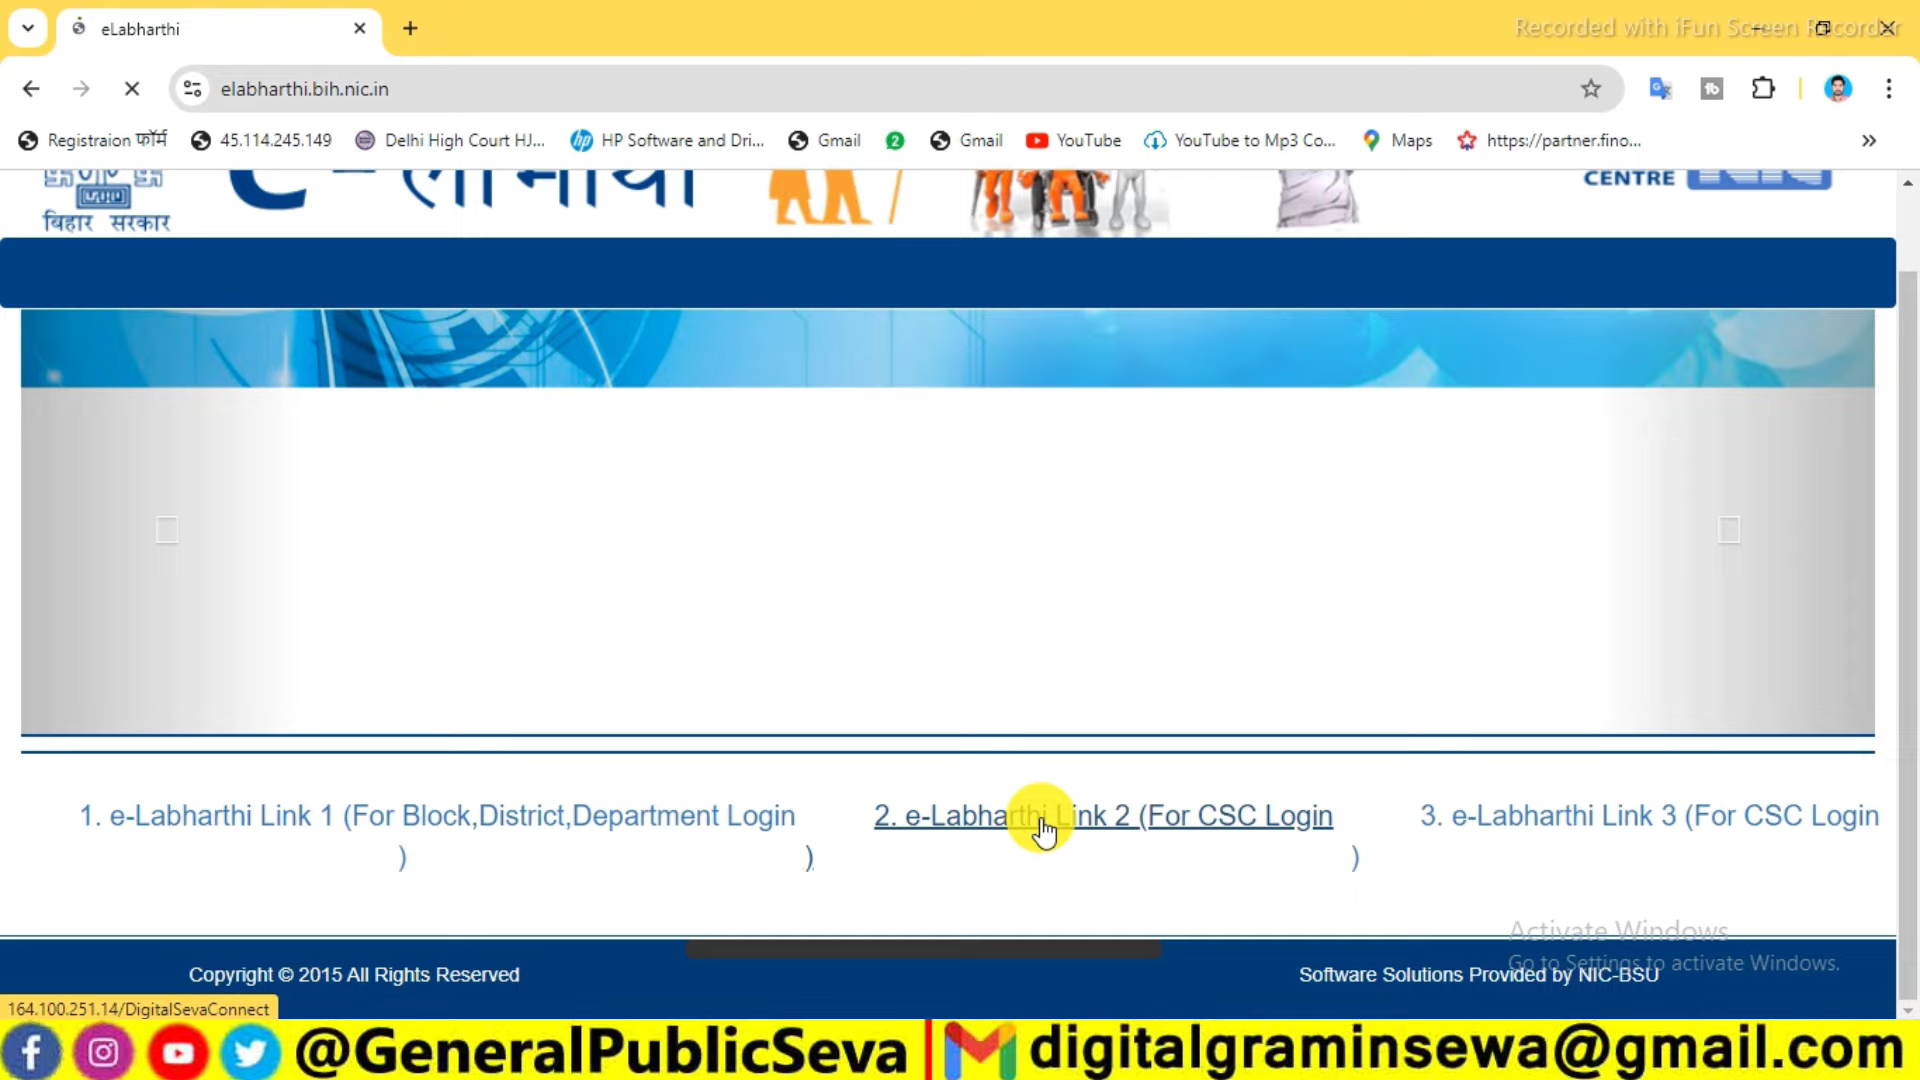 eLabharthi
Recorded with iFun Screen Recorder
elabharthi.bih.nic.in
Registraion फॉर्म 45.114.245.149 Delhi High Court HJ... hp HP Software and Dri... Gmail 2 Gmail YouTube YouTube to Mp3 Co... Maps https://partner.fino... »
e - लाभार्थी
CENTRE
बिहार सरकार
1. e-Labharthi Link 1 (For Block,District,Department Login
)
2. e-Labharthi Link 2 (For CSC Login
)
3. e-Labharthi Link 3 (For CSC Login
)
Activate Windows
Go to Settings to activate Windows.
Copyright © 2015 All Rights Reserved
Software Solutions Provided by NIC-BSU
164.100.251.14/DigitalSevaConnect
@GeneralPublicSeva digitalgraminsewa@gmail.com